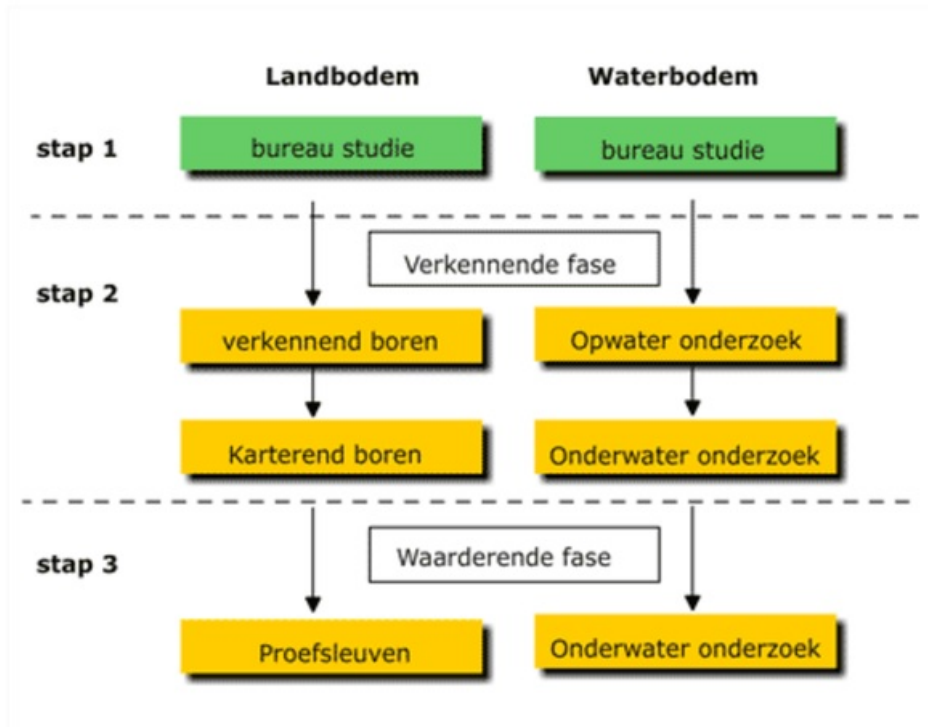 Landbodem
Waterbodem
stap 1
bureau studie
bureau studie
Verkennende fase
stap 2
verkennend boren
Opwater onderzoek
Karterend boren
Onderwater onderzoek
Waarderende fase
stap 3
Proefsleuven
Onderwater onderzoek